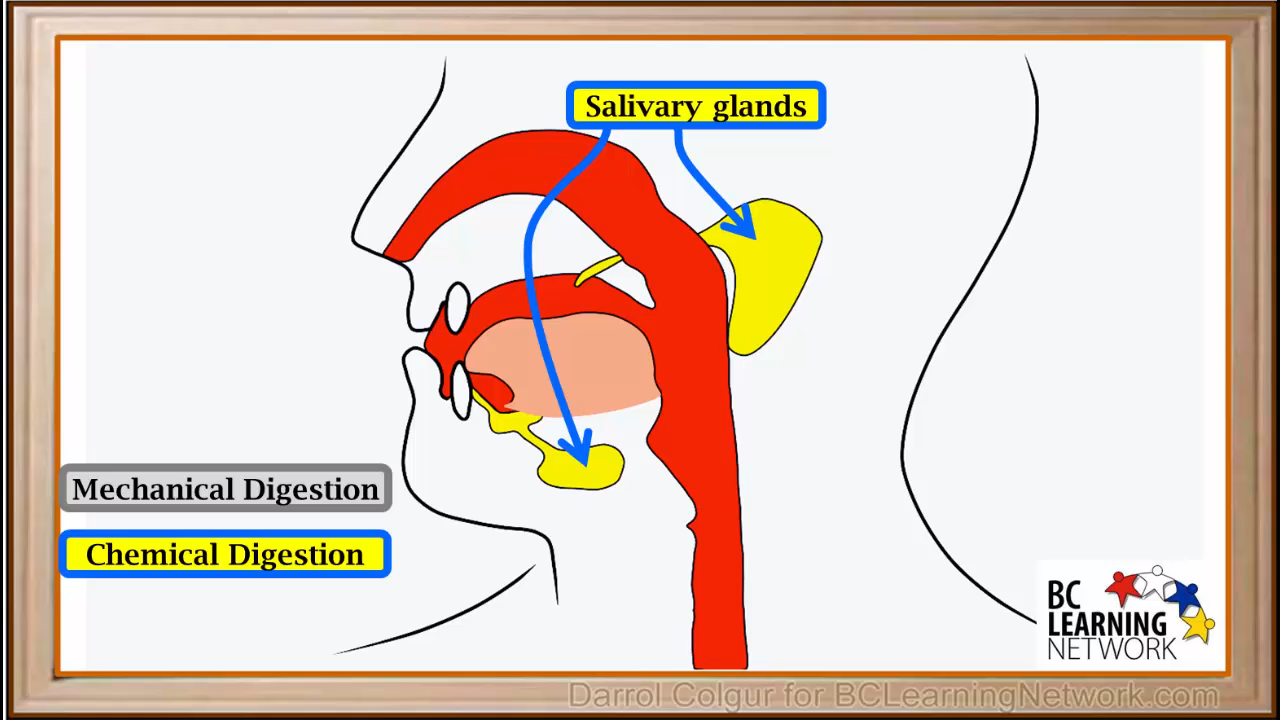 Salivary glands
Mechanical Digestion
Chemical Digestion
BC
LEARNING
NETWORK
Darrol Colgur for BCLearningNetwork.com